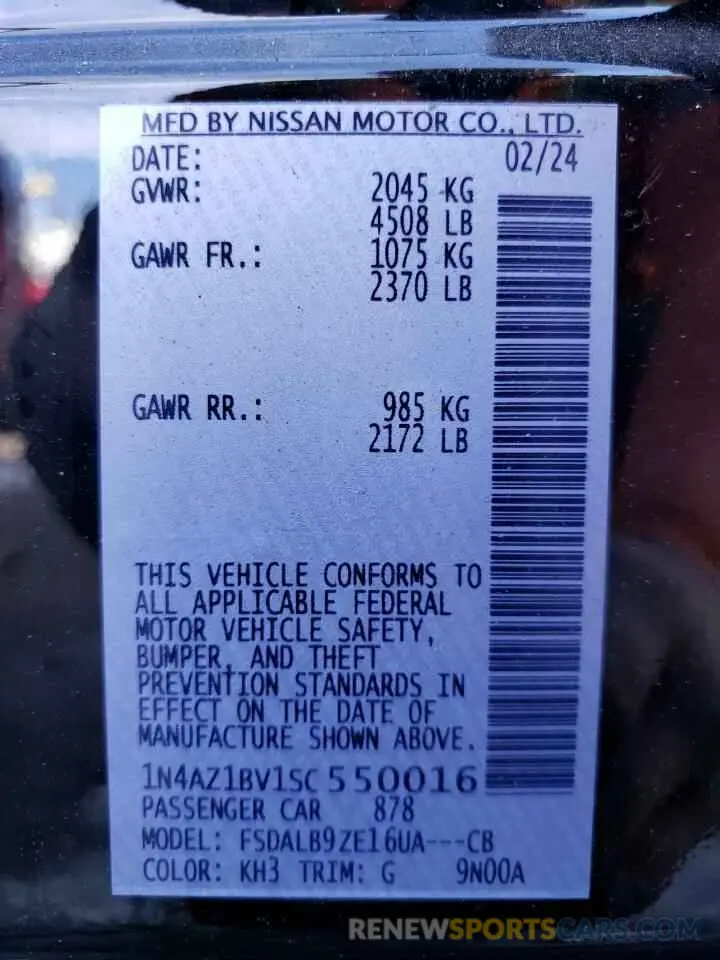 MFD BY NISSAN MOTOR CO., LTD.
DATE: 02/24
GVWR: 2045 KG
4508 LB
GAWR FR.: 1075 KG
2370 LB
GAWR RR.: 985 KG
2172 LB
THIS VEHICLE CONFORMS TO
ALL APPLICABLE FEDERAL
MOTOR VEHICLE SAFETY,
BUMPER, AND THEFT
PREVENTION STANDARDS IN
EFFECT ON THE DATE OF
MANUFACTURE SHOWN ABOVE.
1N4AZ1BV1SC550016
PASSENGER CAR 878
MODEL: FSDALB9ZE16UA---CB
COLOR: KH3 TRIM: G 9N00A
RENEWSPORTSCARS.COM